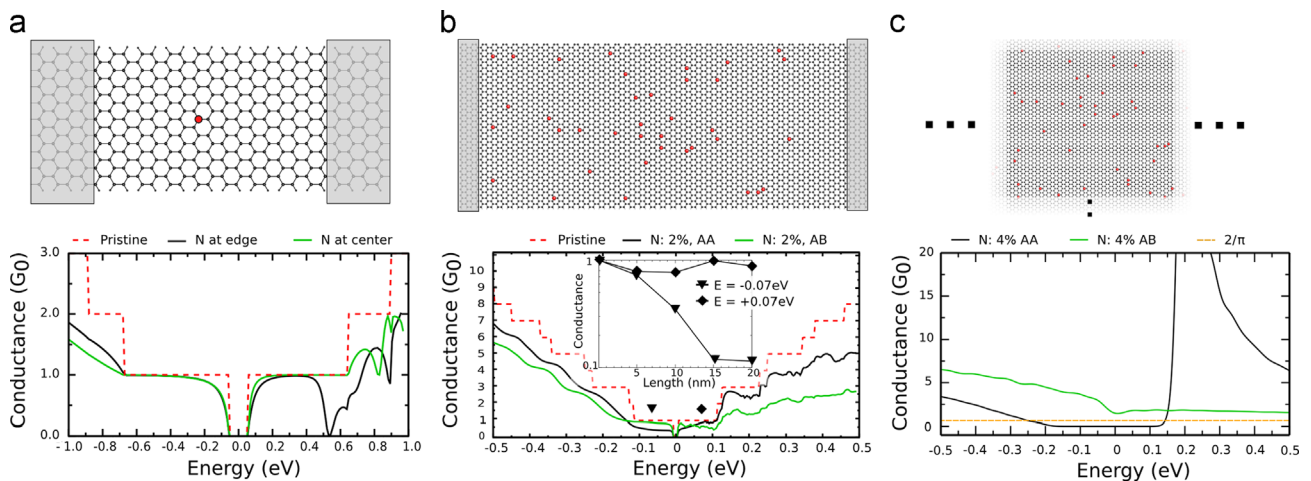 a
Pristine N at edge N at center
Conductance (G0)
3.0
2.0
1.0
0.0
-1.0 -0.8 -0.6 -0.4 -0.2 0.0 0.2 0.4 0.6 0.8 1.0
Energy (eV)
b
Pristine N: 2%, AA N: 2%, AB
Conductance (G0)
10
9
8
7
6
5
4
3
2
1
0
Conductance
1
0.1
5 10 15 20
Length (nm)
E = -0.07eV
E = +0.07eV
-0.5 -0.4 -0.3 -0.2 -0.1 0 0.1 0.2 0.3 0.4 0.5
Energy (eV)
c
N: 4% AA N: 4% AB 2/π
Conductance (G0)
20
15
10
5
0
-0.5 -0.4 -0.3 -0.2 -0.1 0 0.1 0.2 0.3 0.4 0.5
Energy (eV)